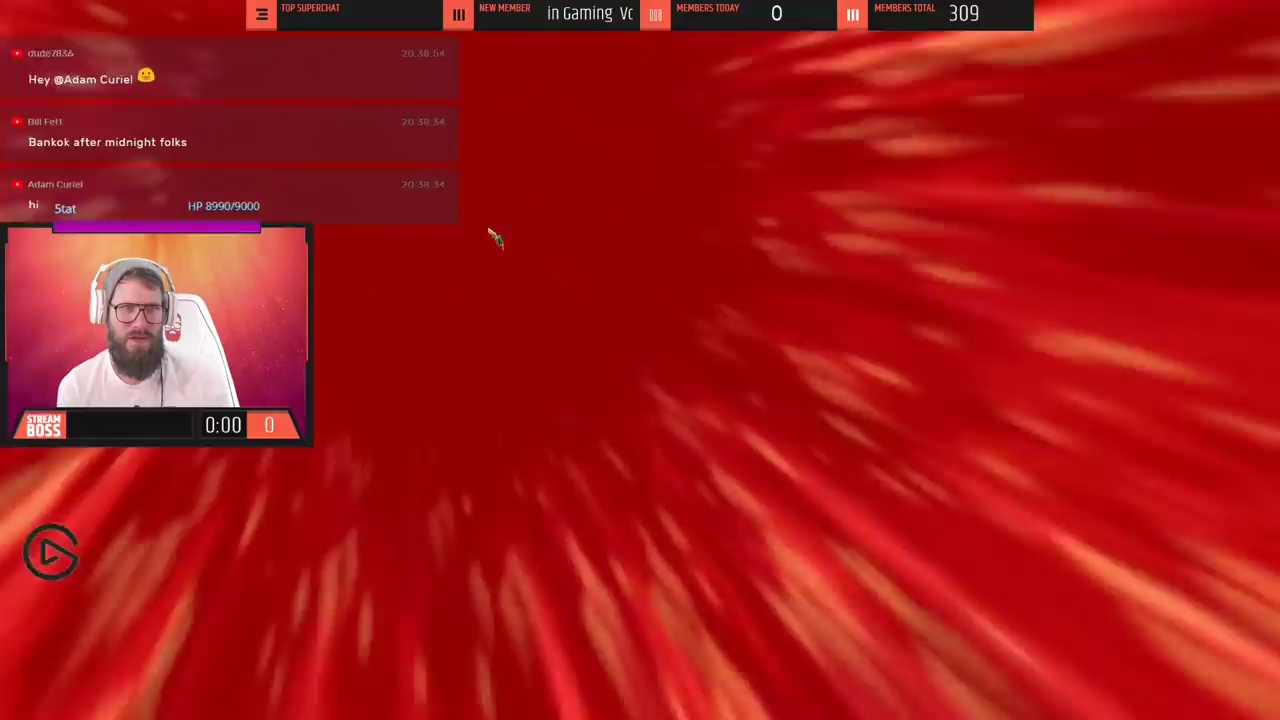 TOP SUPERCHAT
NEW MEMBER
in Gaming Vc
MEMBERS TODAY
0
MEMBERS TOTAL
309
dude7836
20:38:54
Hey @Adam Curiel
Bill Fett
20:38:34
Bankok after midnight folks
Adam Curiel
20:38:34
hi
5tat
HP 8990/9000
STREAM
BOSS
0:00
0